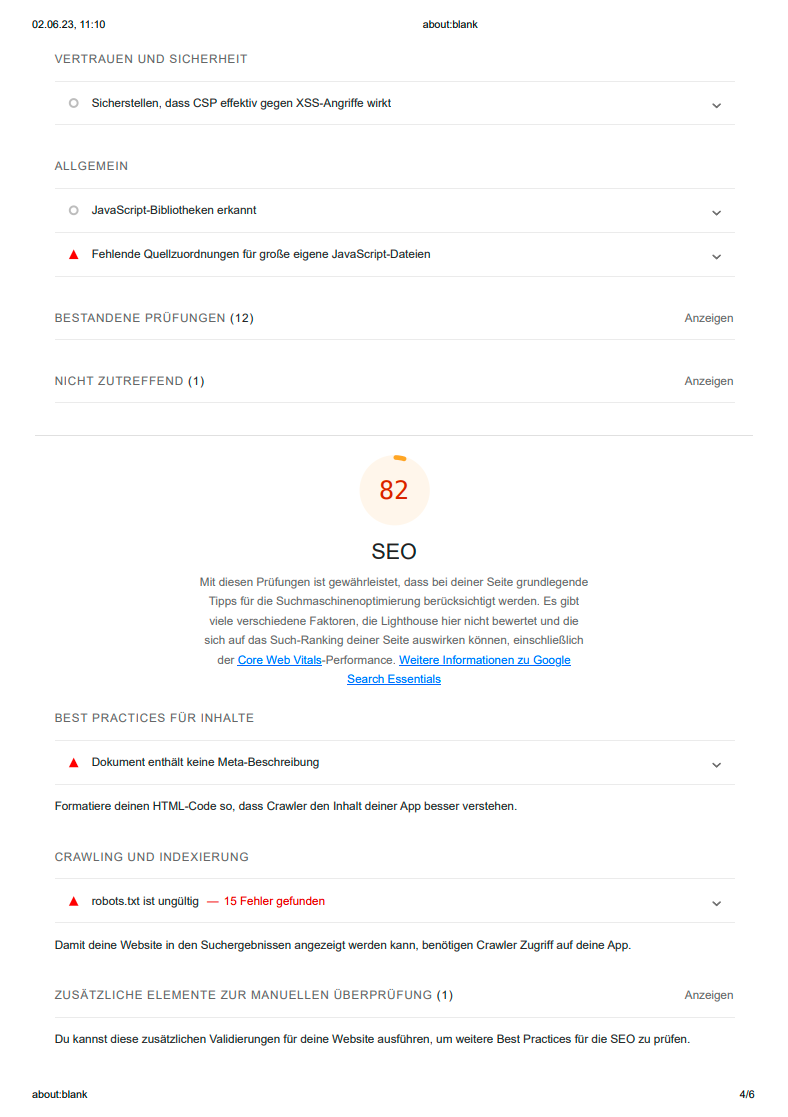 02.06.23, 11:10 about:blank
VERTRAUEN UND SICHERHEIT
Sicherstellen, dass CSP effektiv gegen XSS-Angriffe wirkt
ALLGEMEIN
JavaScript-Bibliotheken erkannt
Fehlende Quellzuordnungen für große eigene JavaScript-Dateien
BESTANDENE PRÜFUNGEN (12) Anzeigen
NICHT ZUTREFFEND (1) Anzeigen
82
SEO
Mit diesen Prüfungen ist gewährleistet, dass bei deiner Seite grundlegende
Tipps für die Suchmaschinenoptimierung berücksichtigt werden. Es gibt
viele verschiedene Faktoren, die Lighthouse hier nicht bewertet und die
sich auf das Such-Ranking deiner Seite auswirken können, einschließlich
der Core Web Vitals-Performance. Weitere Informationen zu Google
Search Essentials
BEST PRACTICES FÜR INHALTE
Dokument enthält keine Meta-Beschreibung
Formatiere deinen HTML-Code so, dass Crawler den Inhalt deiner App besser verstehen.
CRAWLING UND INDEXIERUNG
robots.txt ist ungültig — 15 Fehler gefunden
Damit deine Website in den Suchergebnissen angezeigt werden kann, benötigen Crawler Zugriff auf deine App.
ZUSÄTZLICHE ELEMENTE ZUR MANUELLEN ÜBERPRÜFUNG (1) Anzeigen
Du kannst diese zusätzlichen Validierungen für deine Website ausführen, um weitere Best Practices für die SEO zu prüfen.
about:blank 4/6